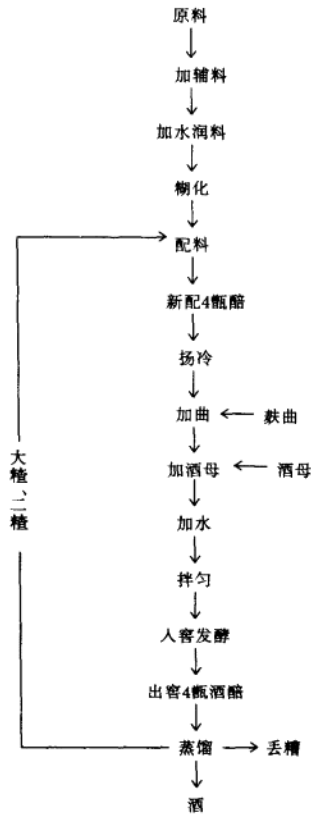 原料
加辅料
加水润料
糊化
配料
新配4甑醅
扬冷
加曲
麸曲
加酒母
酒母
大𥻗、二𥻗
加水
拌匀
入窖发酵
出窖4甑酒醅
蒸馏
丢糟
酒